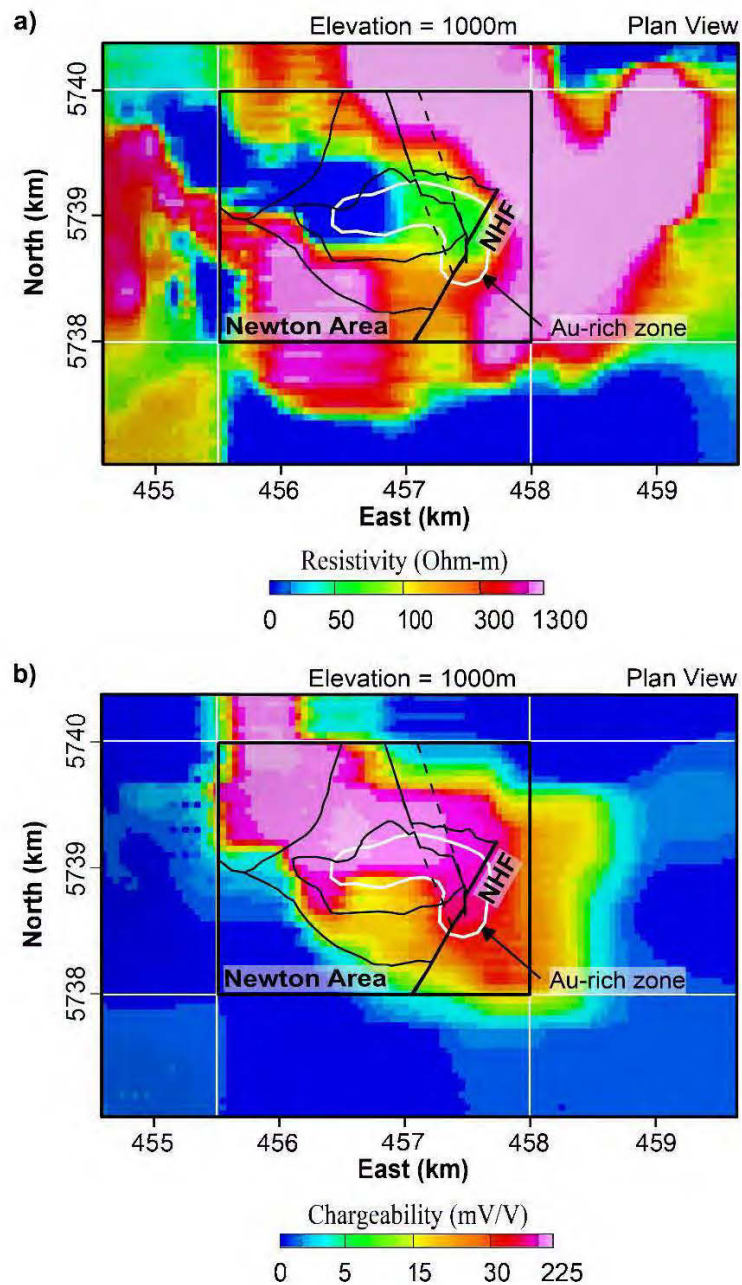 a)
Elevation = 1000m Plan View
5740
5739
5738
North (km)
NHF
Newton Area
Au-rich zone
455 456 457 458 459
East (km)
Resistivity (Ohm-m)
0 50 100 300 1300
b)
Elevation = 1000m Plan View
5740
5739
5738
North (km)
NHF
Newton Area
Au-rich zone
455 456 457 458 459
East (km)
Chargeability (mV/V)
0 5 15 30 225